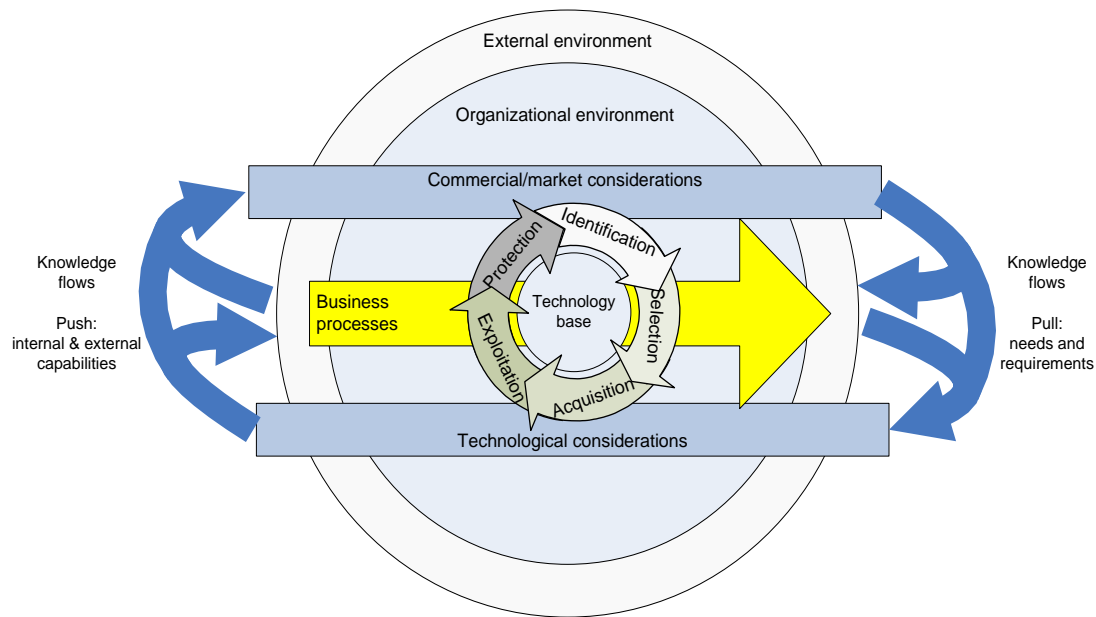 External environment
Organizational environment
Commercial/market considerations
Identification
Protection
Knowledge
flows
Push:
internal & external
capabilities
Business
processes
Technology
base
Selection
Exploitation
Acquisition
Knowledge
flows
Pull:
needs and
requirements
Technological considerations